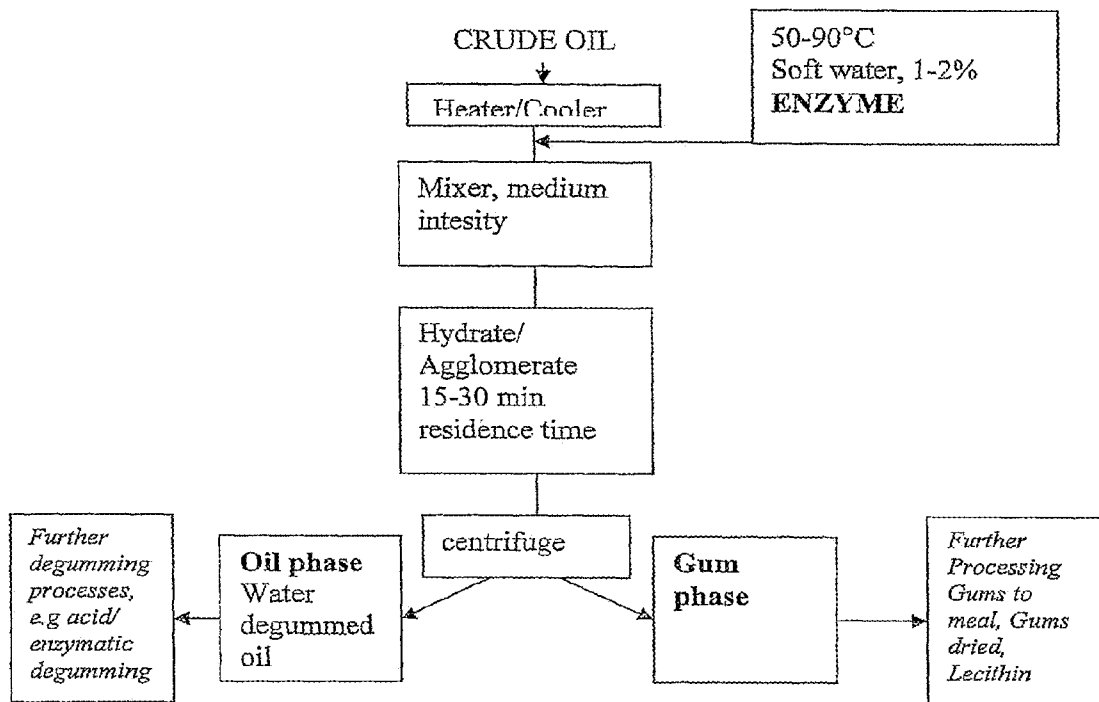 CRUDE OIL
Heater/Cooler
50-90°C
Soft water, 1-2%
ENZYME
Mixer, medium
intesity
Hydrate/
Agglomerate
15-30 min
residence time
centrifuge
Further
degumming
processes,
e.g acid/
enzymatic
degumming
Oil phase
Water
degummed
oil
Gum
phase
Further
Processing
Gums to
meal, Gums
dried,
Lecithin